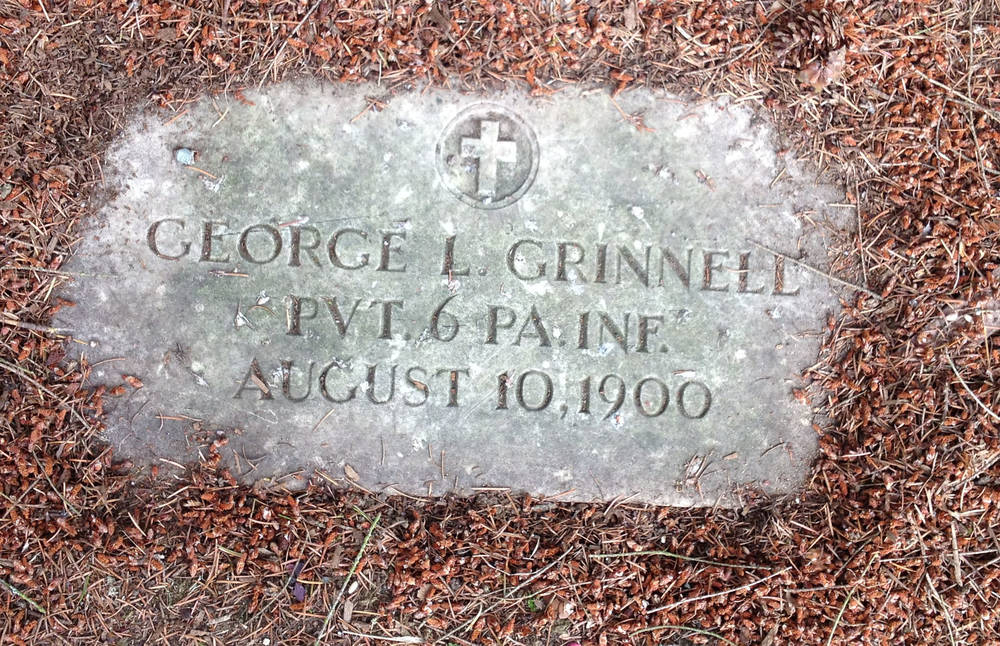 GEORGE L. GRINNELL
PVT. 6 PA. INF.
AUGUST 10, 1900